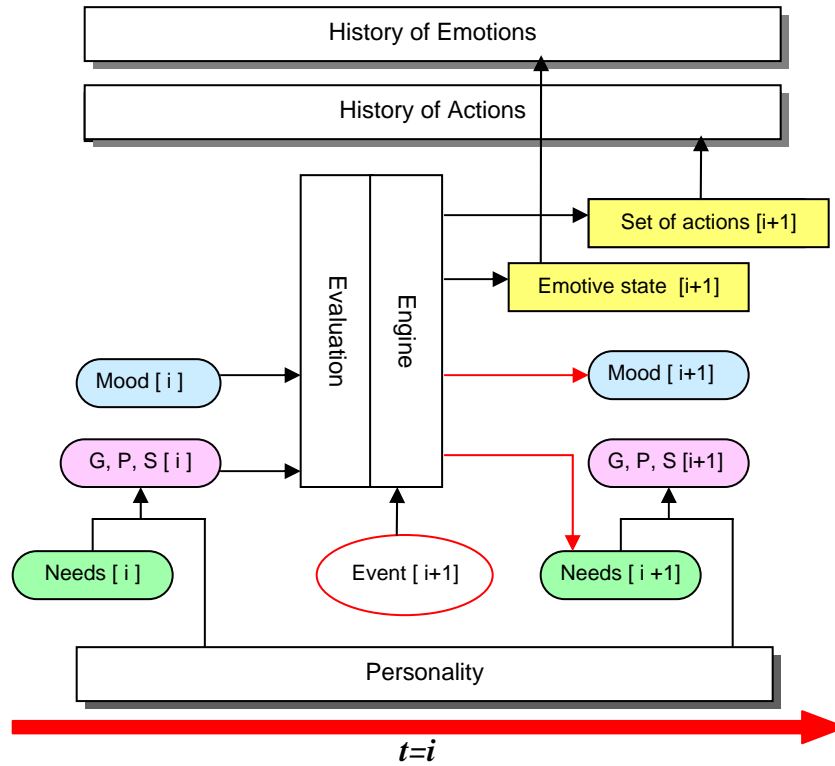 History of Emotions
History of Actions
Set of actions [i+1]
Emotive state [i+1]
Evaluation
Engine
Mood [ i ]
Mood [ i+1]
G, P, S [ i ]
G, P, S [i+1]
Needs [ i ]
Event [ i+1]
Needs [ i +1]
Personality
t=i